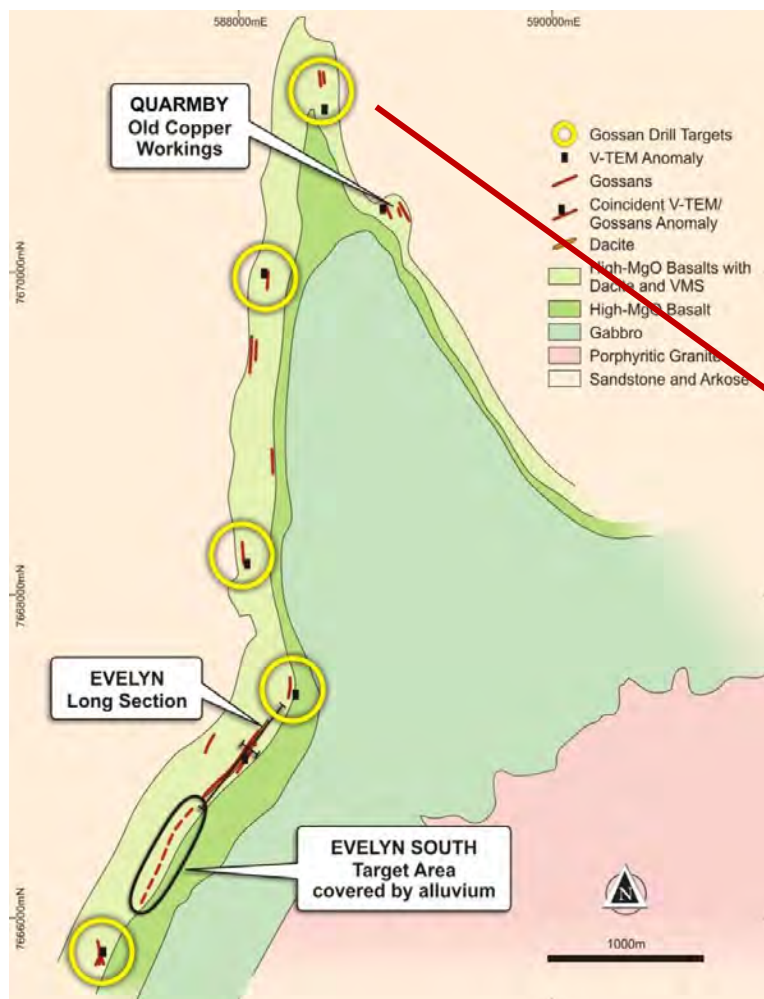 588000mE
590000mE
QUARMBY
Old Copper
Workings
Gossan Drill Targets
V-TEM Anomaly
Gossans
Coincident V-TEM/
Gossans Anomaly
Dacite
High-MgO Basalts with
Dacite and VMS
High-MgO Basalt
Gabbro
Porphyritic Granite
Sandstone and Arkose
7670000mN
7668000mN
EVELYN
Long Section
EVELYN SOUTH
Target Area
covered by alluvium
N
7666000mN
1000m